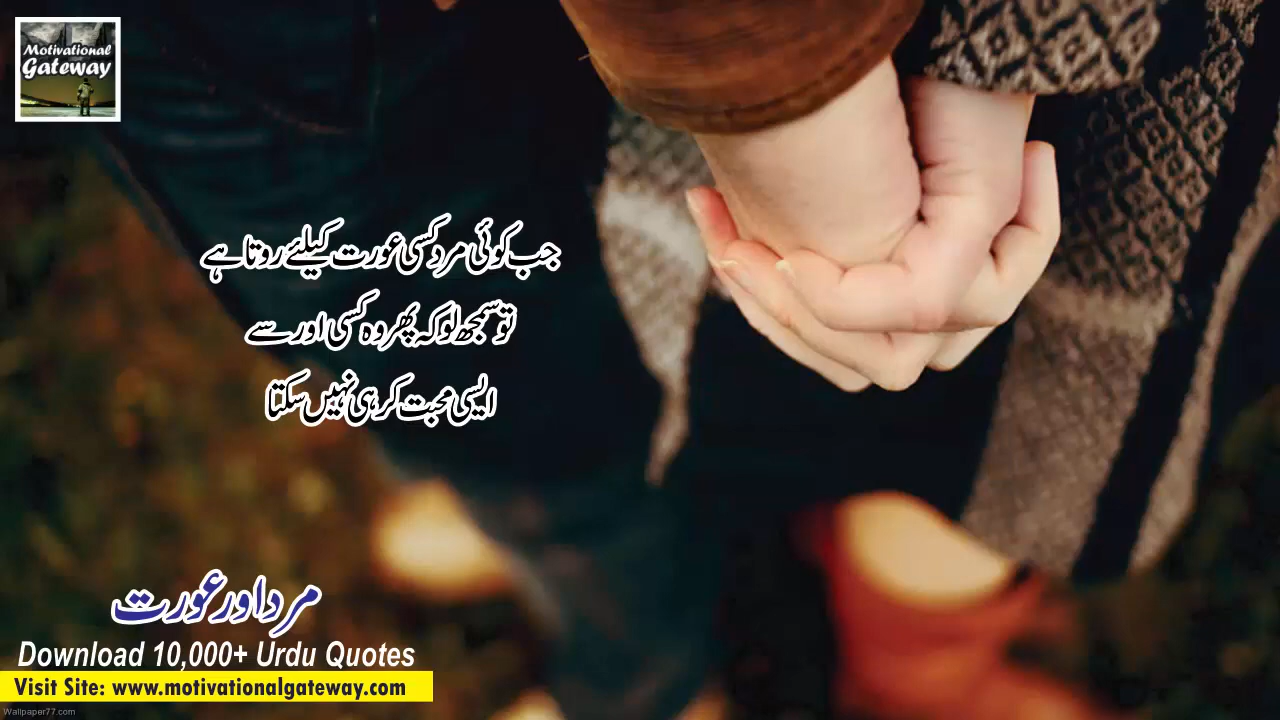 Motivational
Gateway
جب کوئی مرد کسی عورت کیلئے روتا ہے
تو سمجھ لو کہ پھر وہ کسی اور سے
ایسی محبت کر ہی نہیں سکتا
مرد اور عورت
Download 10,000+ Urdu Quotes
Visit Site: www.motivationalgateway.com
Wallpaper77.com